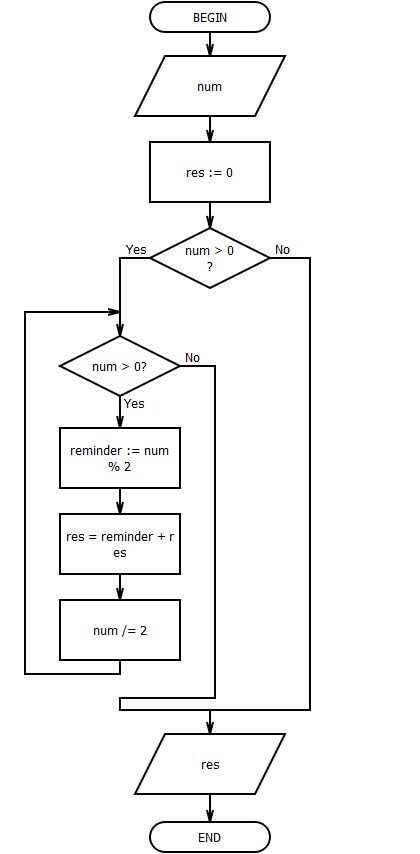 BEGIN
num
res := 0
num > 0
?
Yes
No
num > 0?
No
Yes
reminder := num
% 2
res = reminder + r
es
num /= 2
res
END